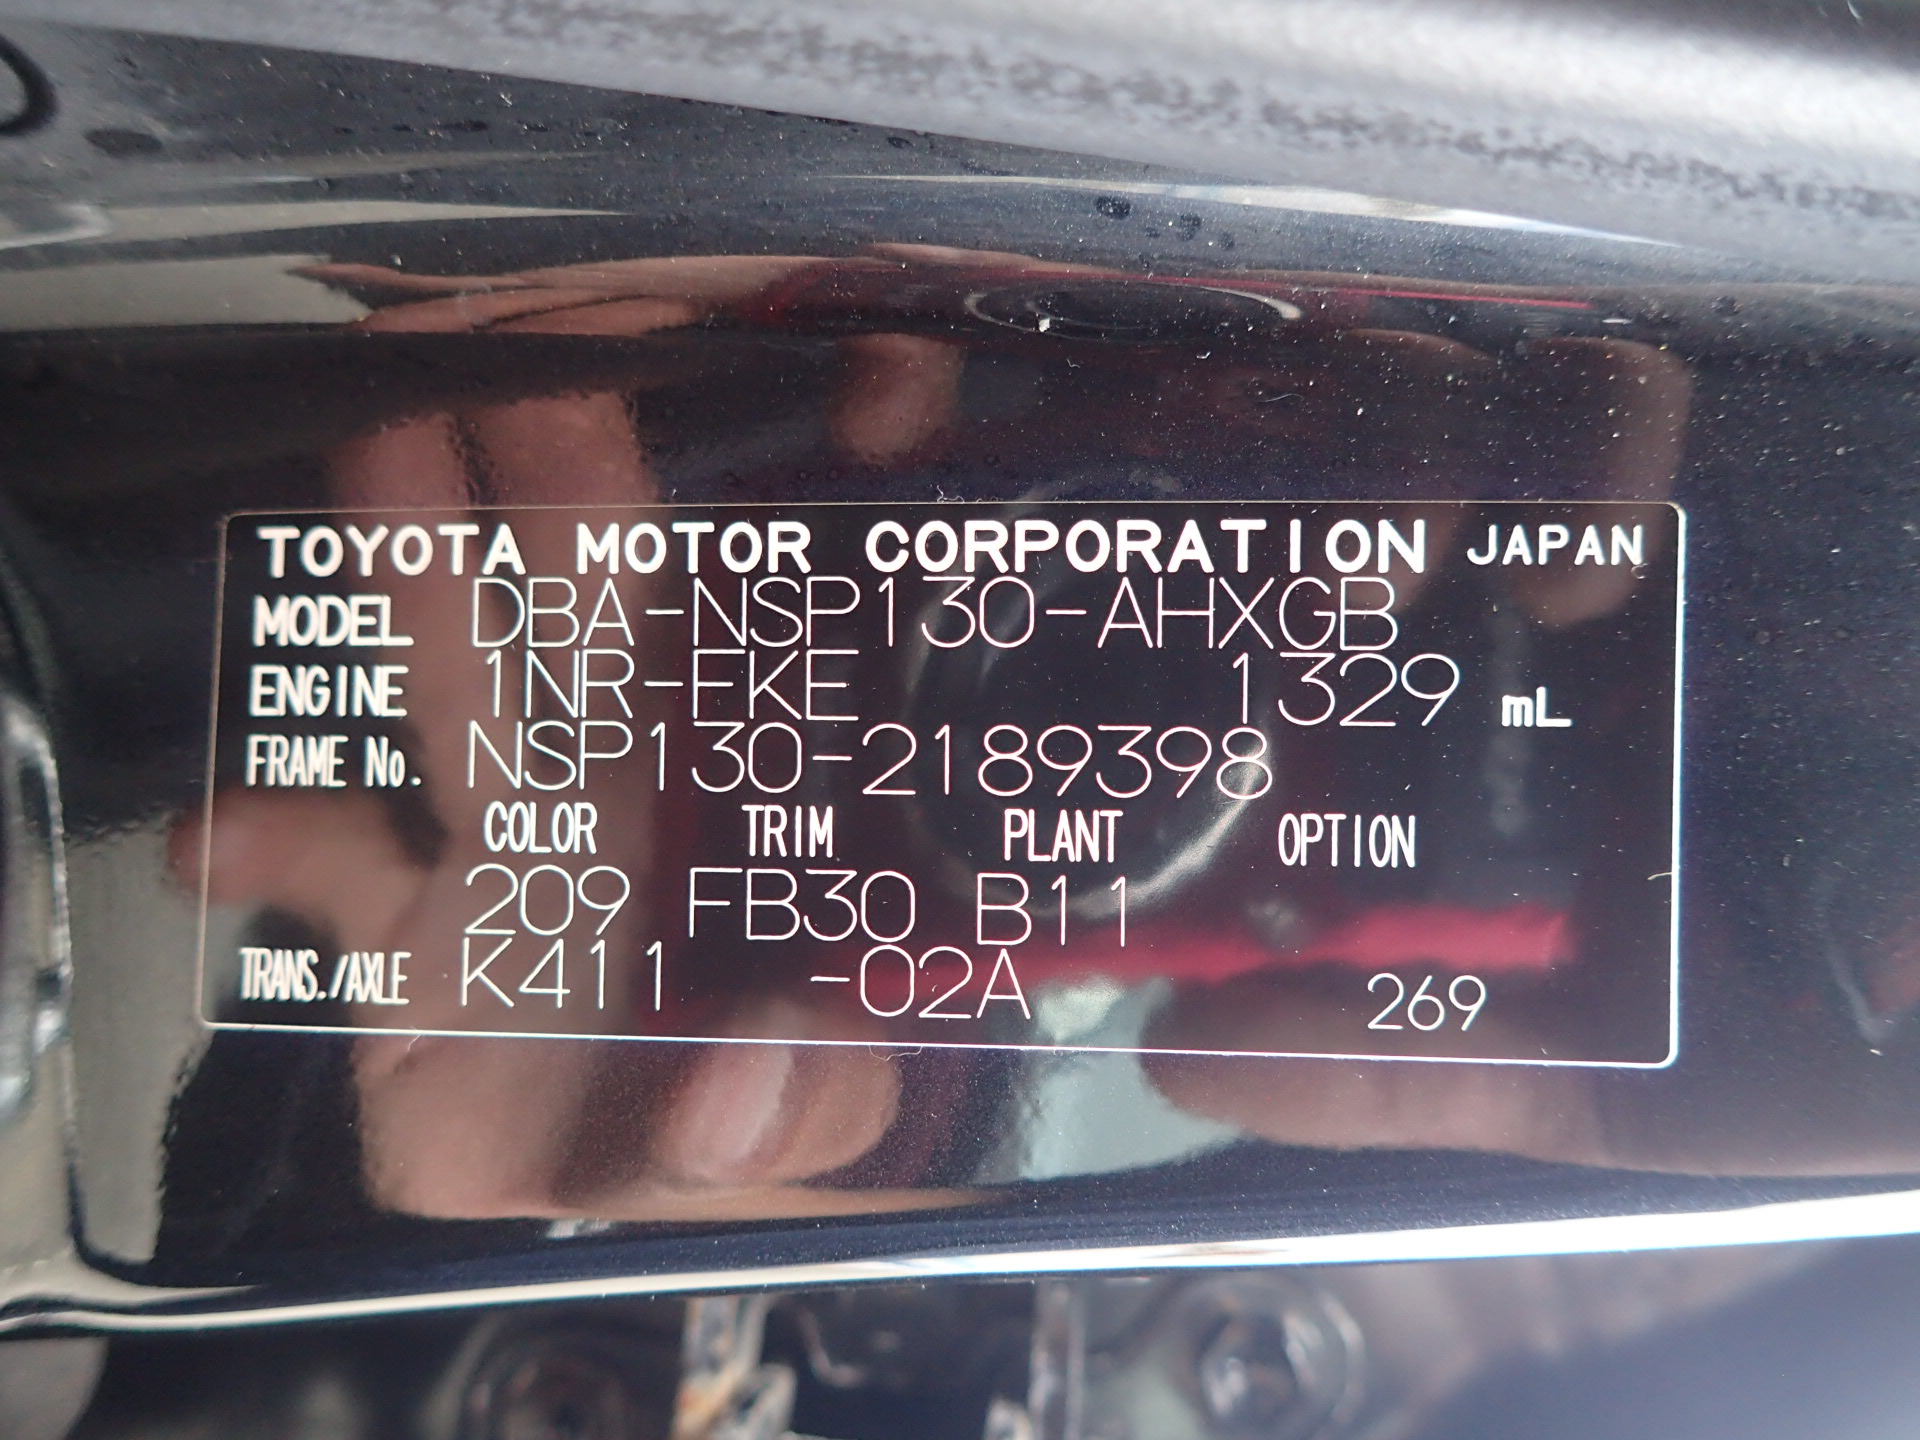 TOYOTA MOTOR CORPORATION JAPAN
MODEL DBA-NSP130-AHXGB
ENGINE 1NR-FKE 1329 mL
FRAME No. NSP130-2189398
COLOR TRIM PLANT OPTION
209 FB30 B11
TRANS./AXLE K411 -02A 269